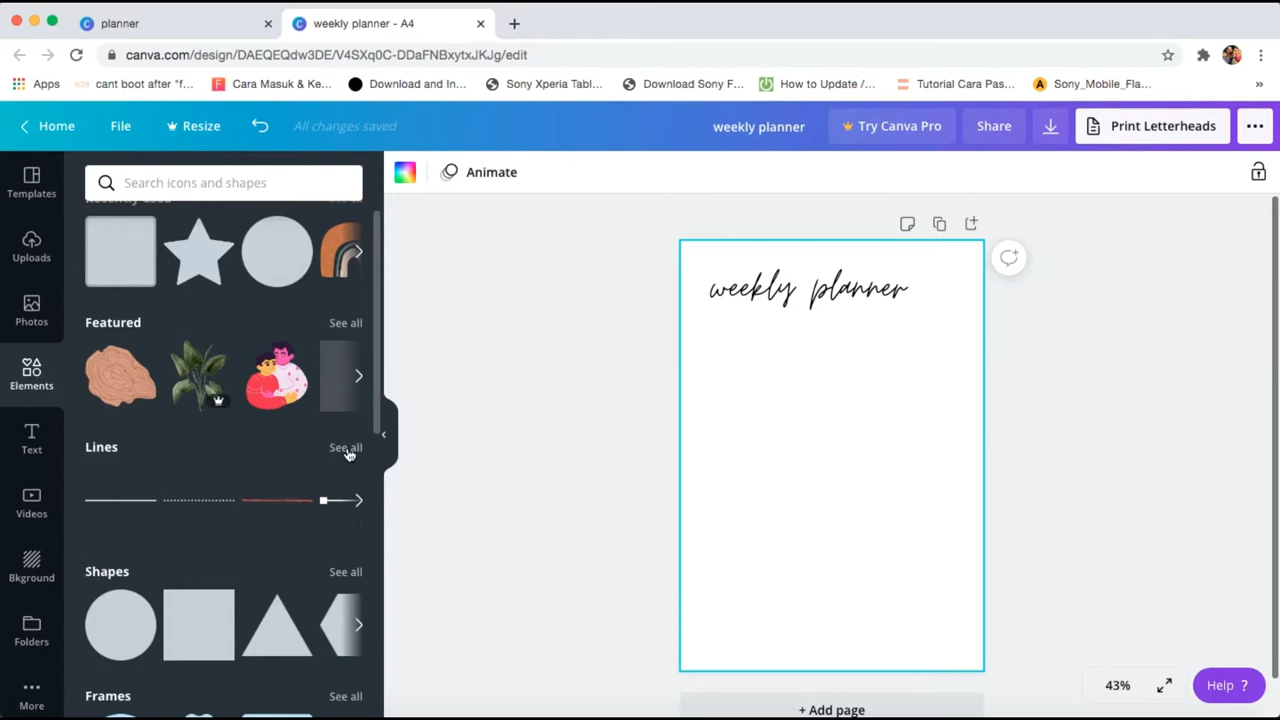 planner
weekly planner - A4
canva.com/design/DAEQEQdw3DE/V4SXq0C-DDaFNBxytxJKJg/edit
Apps
cant boot after "f...
Cara Masuk & Ke...
Download and In...
Sony Xperia Tabl...
Download Sony F...
How to Update /...
Tutorial Cara Pas...
Sony_Mobile_Fla...
»
Home
File
Resize
All changes saved
weekly planner
Try Canva Pro
Share
Print Letterheads
Templates
Uploads
Photos
Elements
Text
Videos
Bkground
Folders
More
Search icons and shapes
Recently used
See all
Featured
See all
Lines
See all
Shapes
See all
Frames
See all
Animate
weekly planner
+ Add page
43%
Help ?